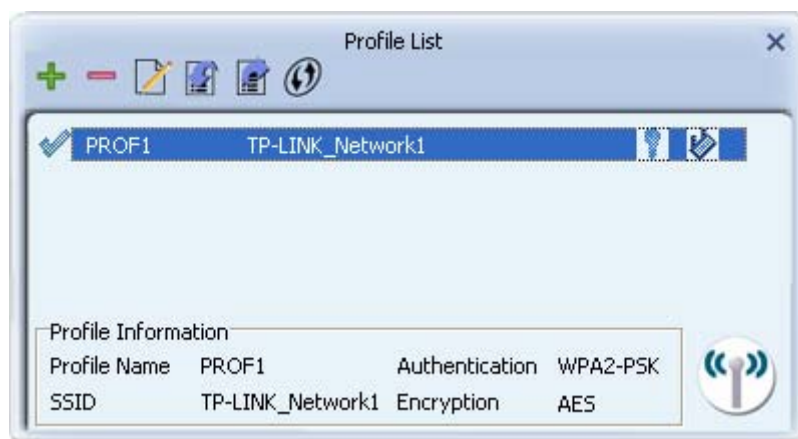 Profile List
PROF1 TP-LINK_Network1
Profile Information
Profile Name PROF1 Authentication WPA2-PSK
SSID TP-LINK_Network1 Encryption AES